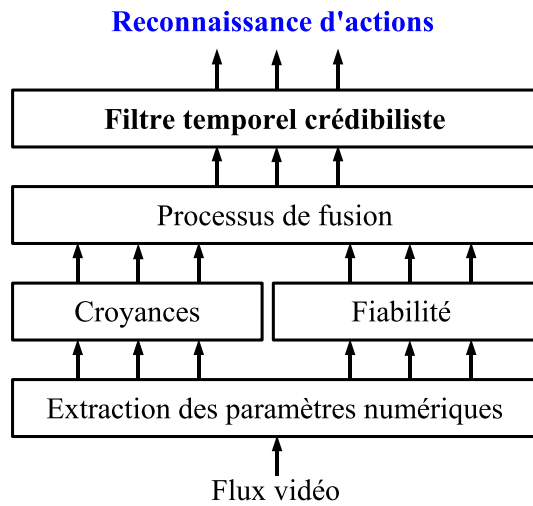 Reconnaissance d'actions
Filtre temporel crédibiliste
Processus de fusion
Croyances
Fiabilité
Extraction des paramètres numériques
Flux vidéo